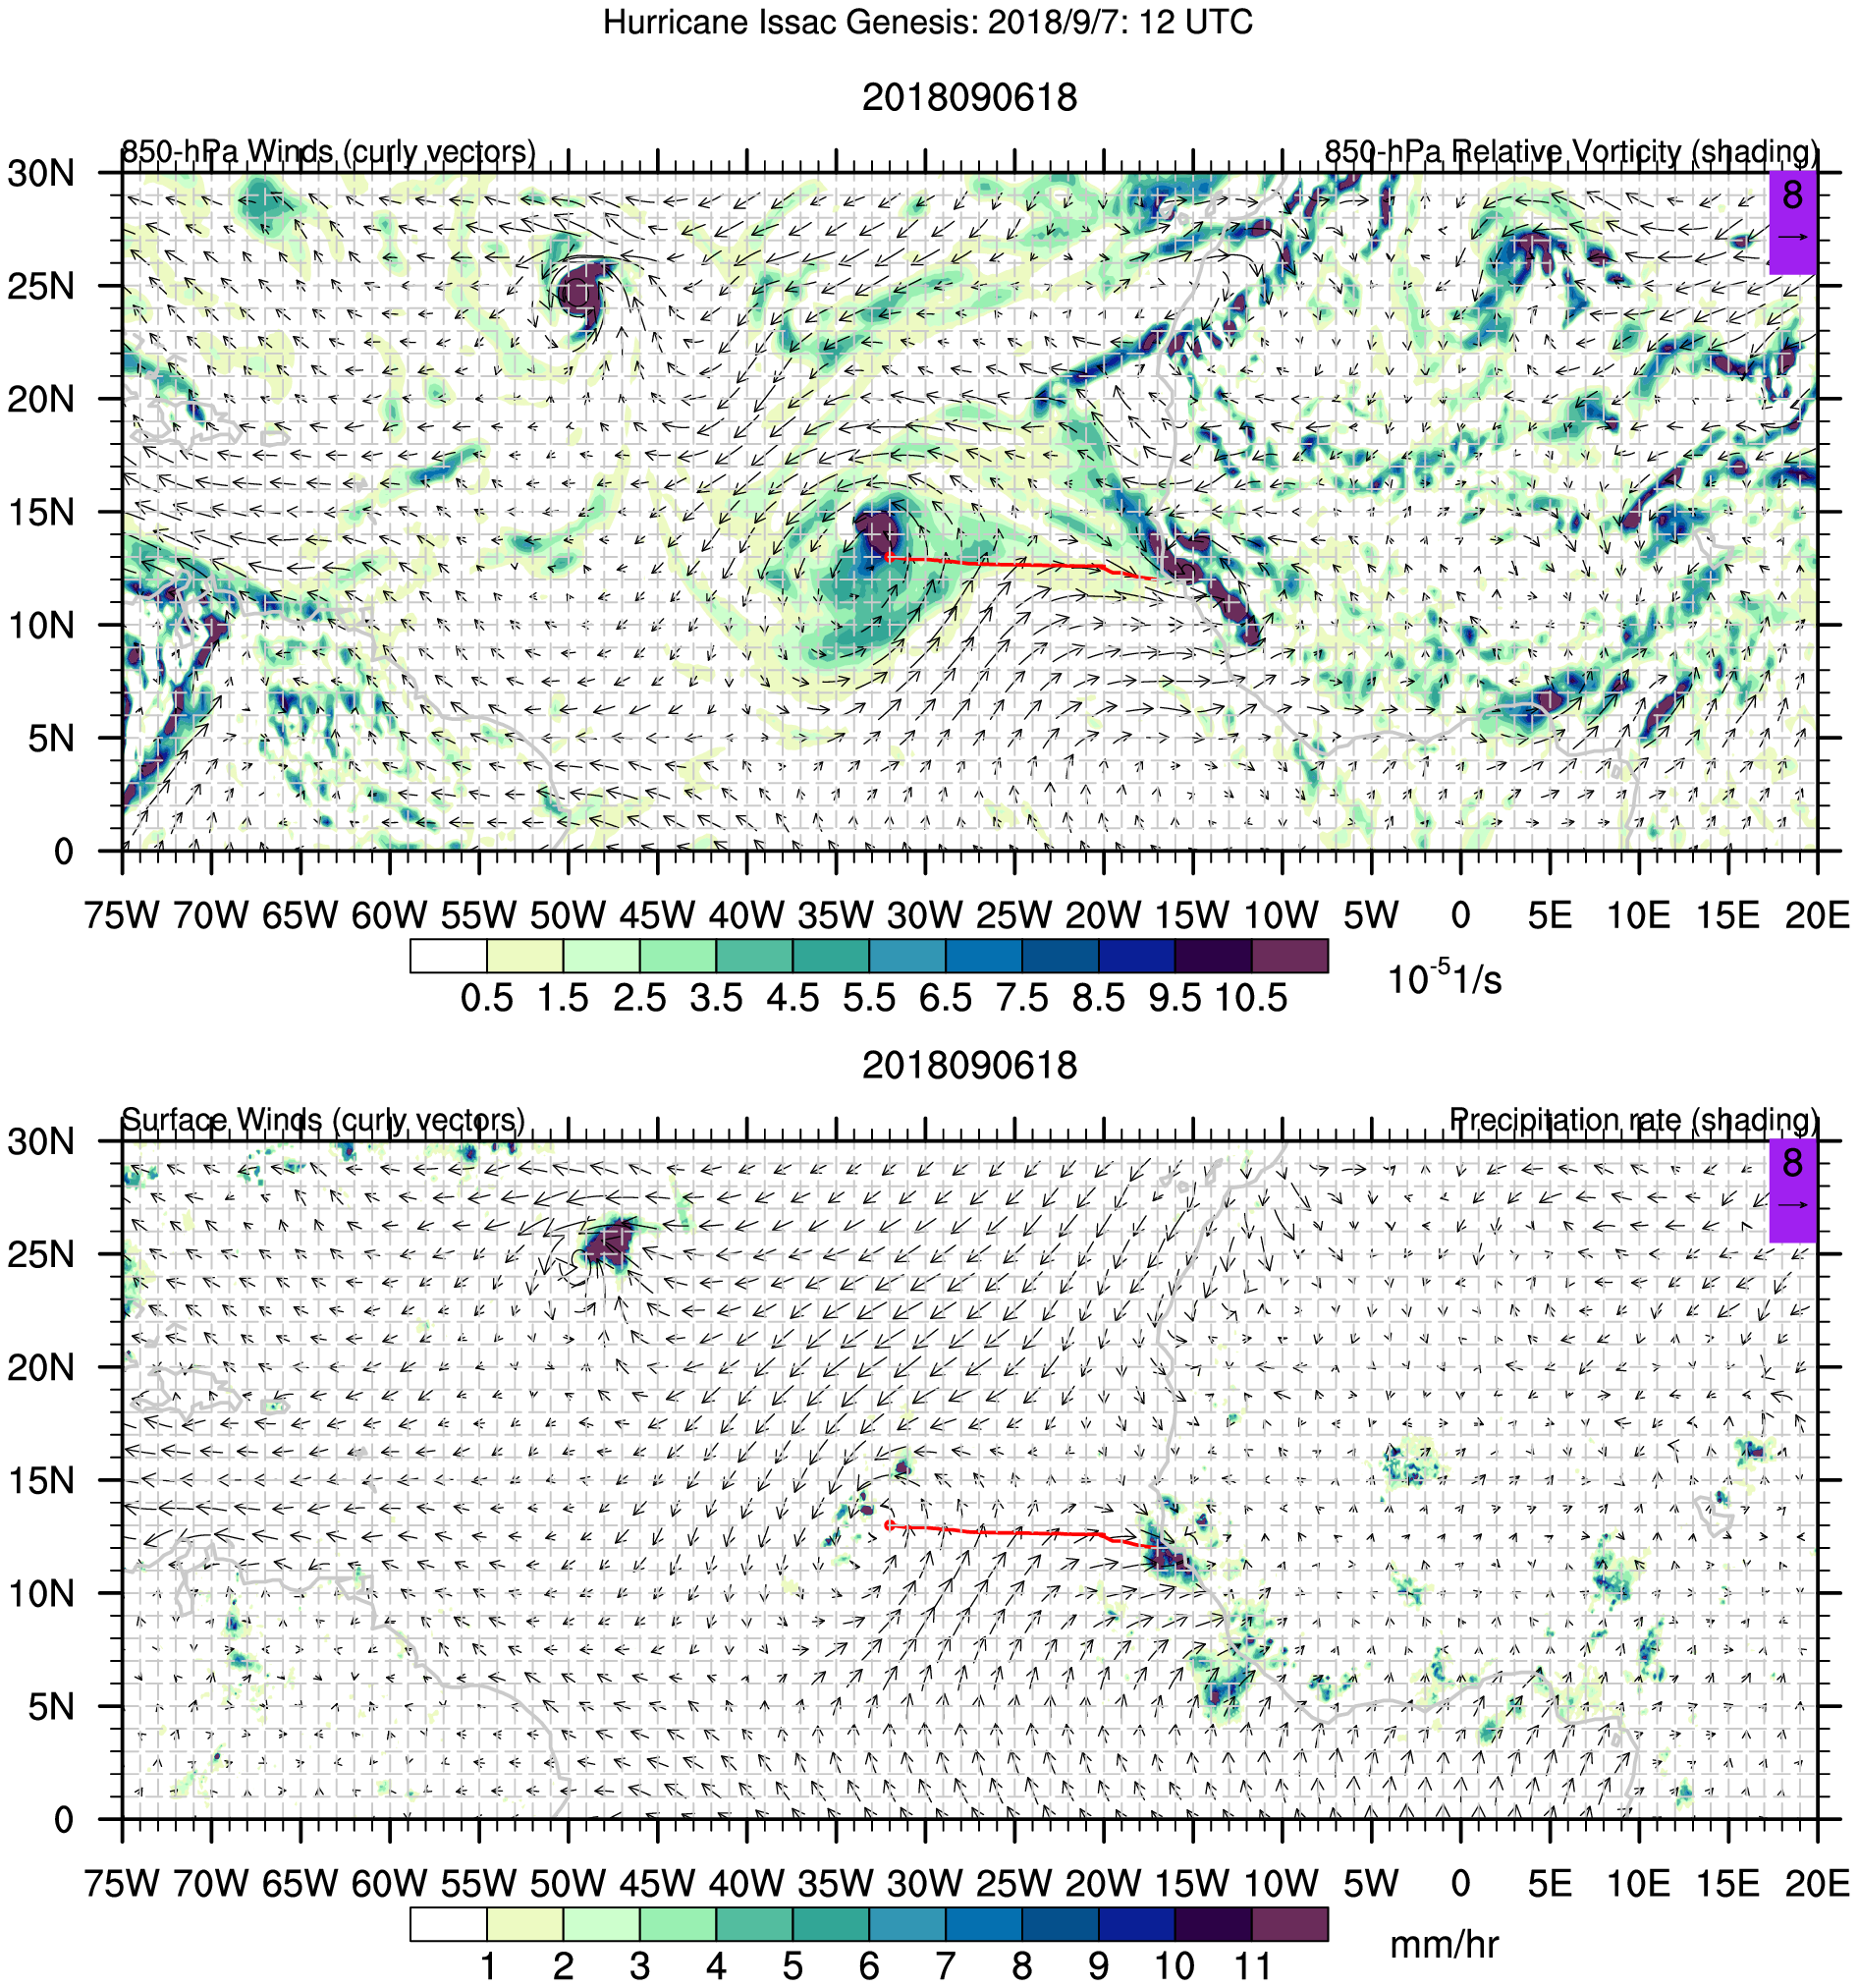 Hurricane Issac Genesis: 2018/9/7: 12 UTC
2018090618
850-hPa Winds (curly vectors) 850-hPa Relative Vorticity (shading)
30N
8
25N
20N
15N
10N
5N
0
75W 70W 65W 60W 55W 50W 45W 40W 35W 30W 25W 20W 15W 10W 5W 0 5E 10E 15E 20E
0.5 1.5 2.5 3.5 4.5 5.5 6.5 7.5 8.5 9.5 10.5
10⁻⁵1/s
2018090618
Surface Winds (curly vectors) Precipitation rate (shading)
30N
8
25N
20N
15N
10N
5N
0
75W 70W 65W 60W 55W 50W 45W 40W 35W 30W 25W 20W 15W 10W 5W 0 5E 10E 15E 20E
1 2 3 4 5 6 7 8 9 10 11
mm/hr